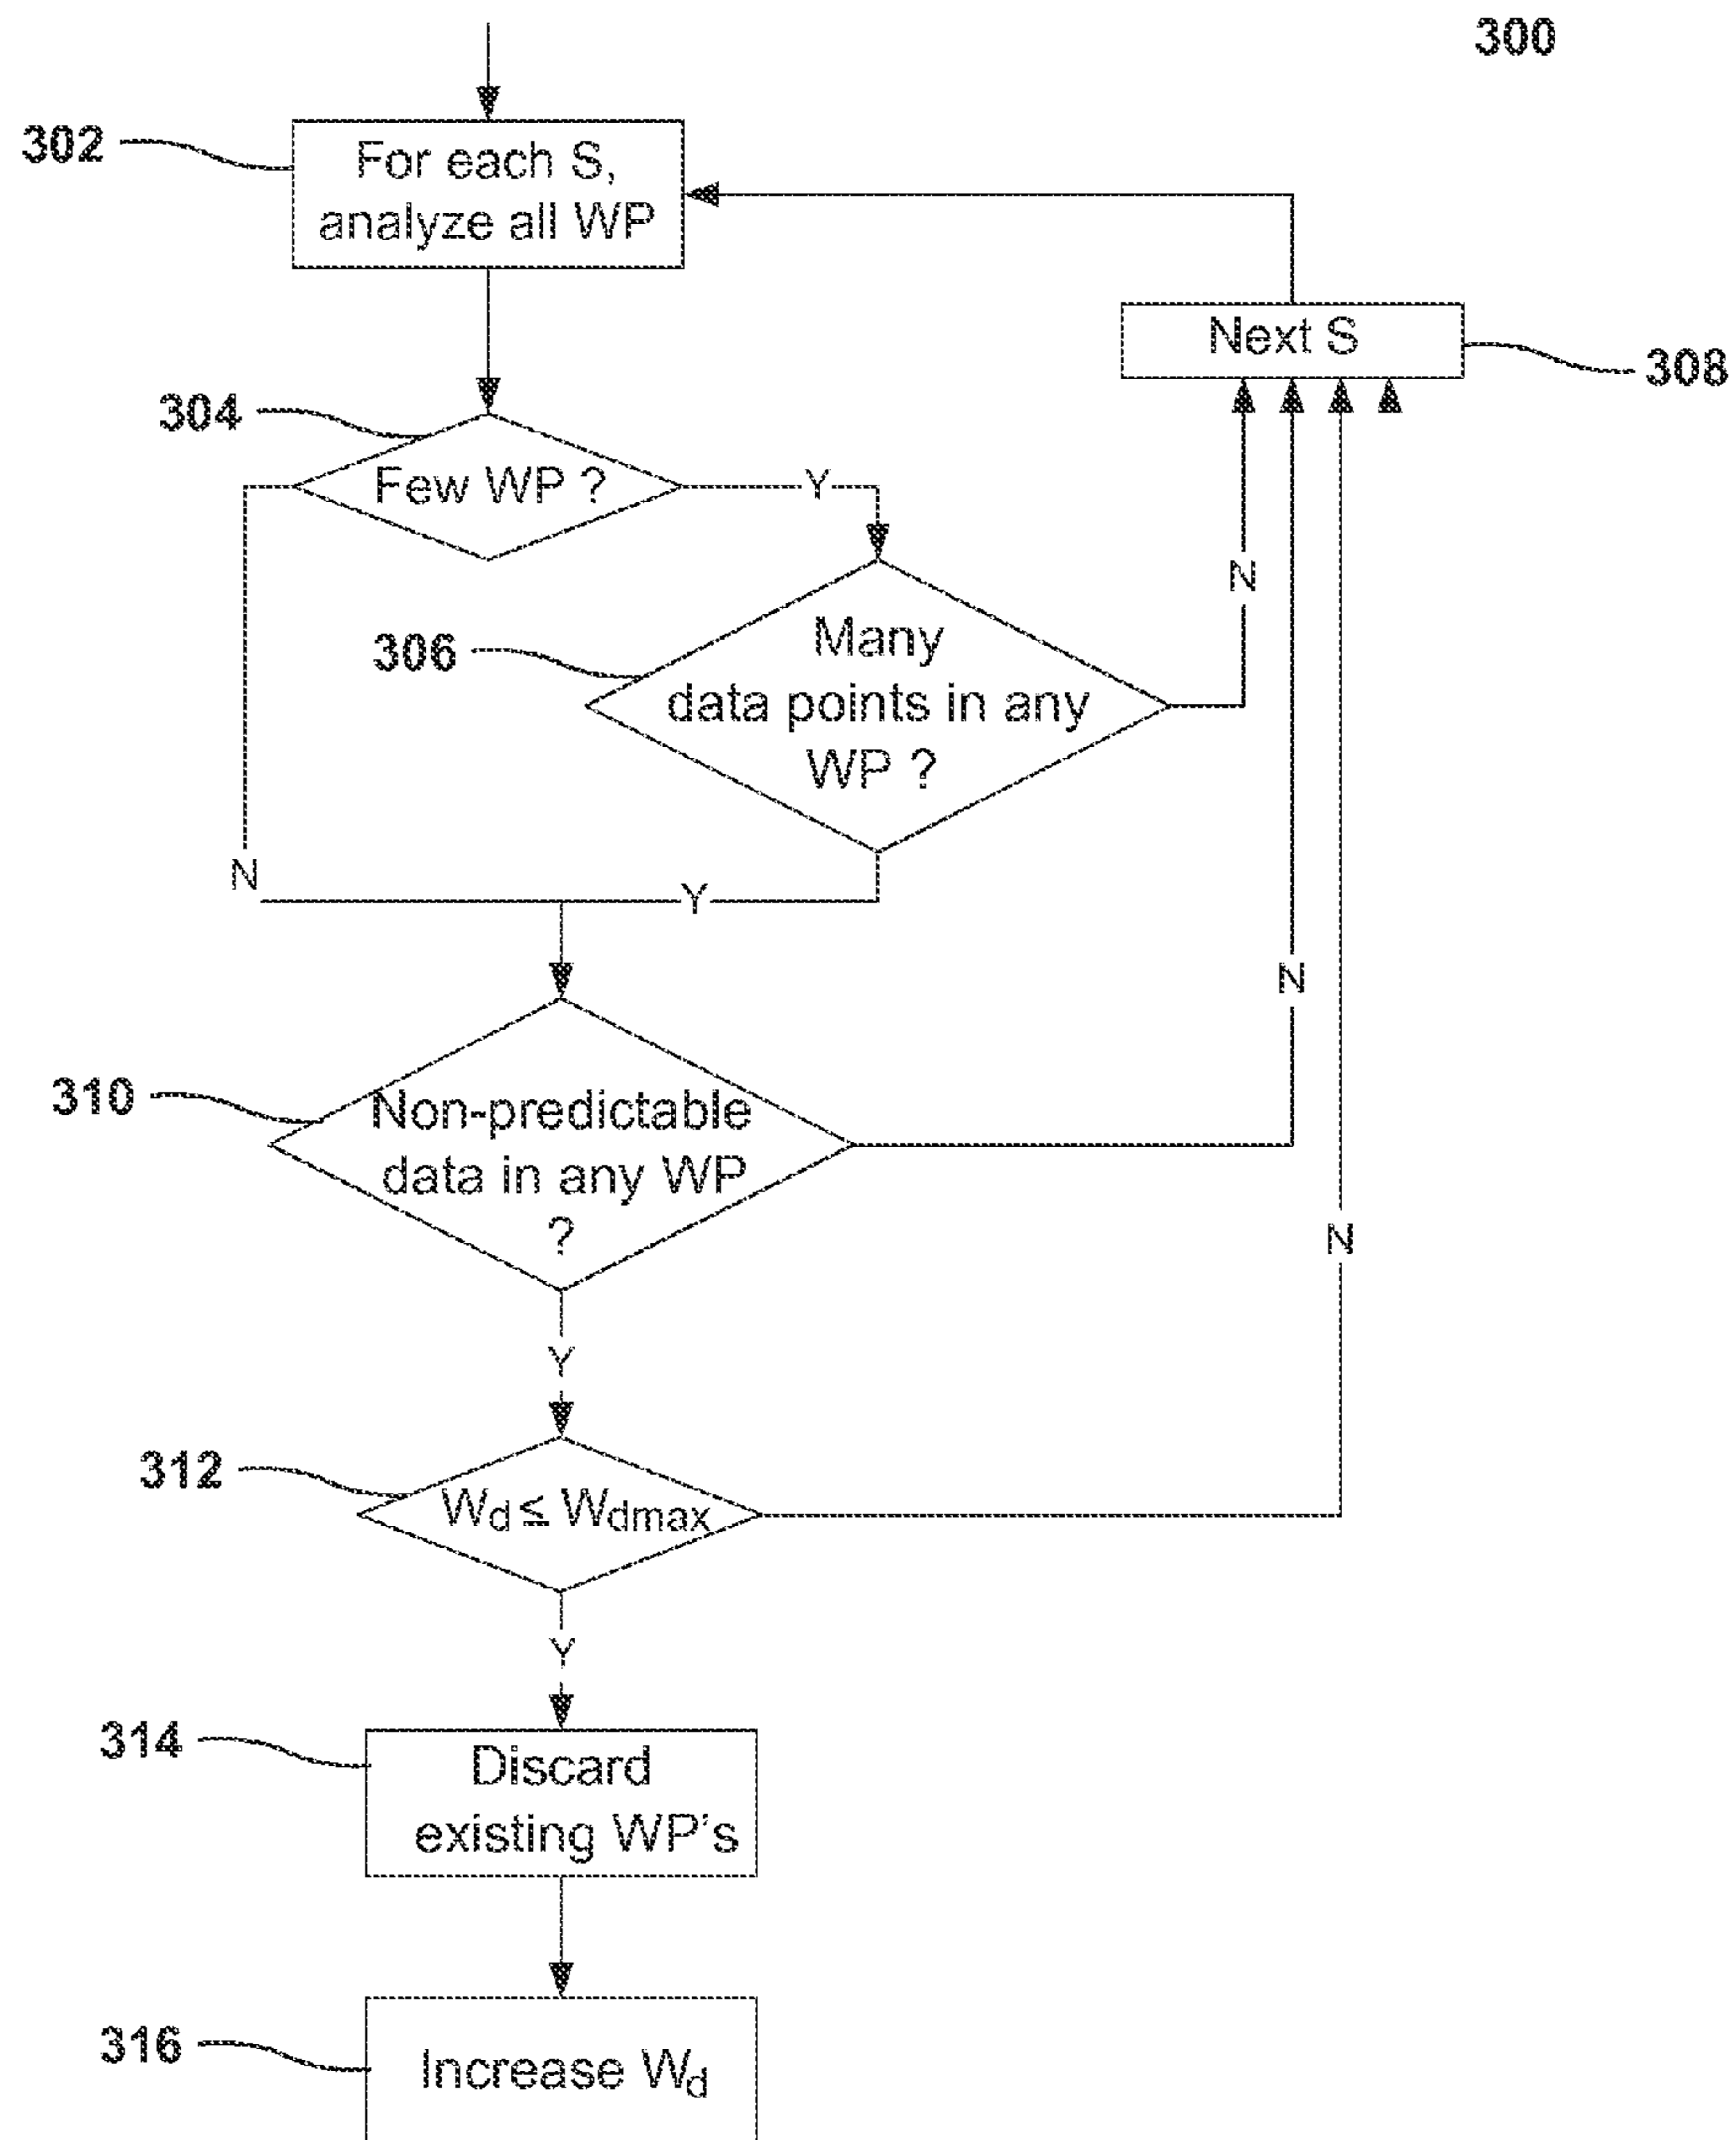 300
302
For each S,
analyze all WP
Next S
308
304
Few WP ?
Y
N
306
Many
data points in any
WP ?
N
Y
N
310
Non-predictable
data in any WP
?
N
Y
312
Wd ≤ Wdmax
Y
314
Discard
existing WP's
316
Increase Wd